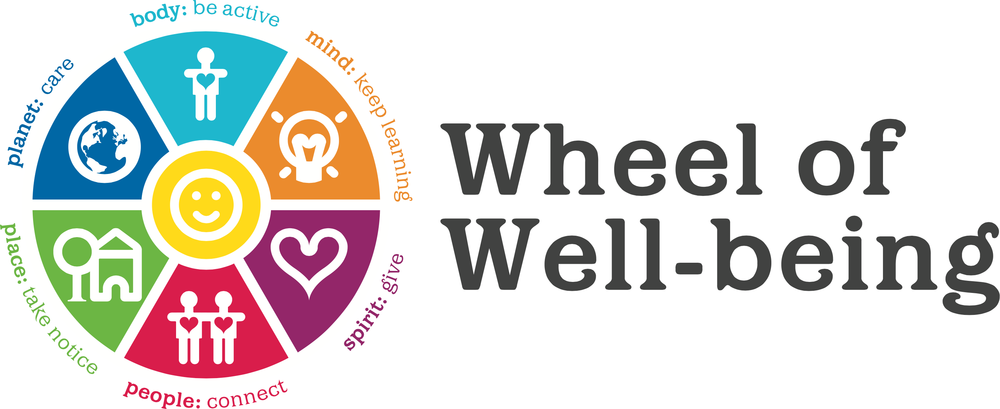 body: be active
mind: keep learning
spirit: give
people: connect
place: take notice
planet: care
Wheel of
Well-being